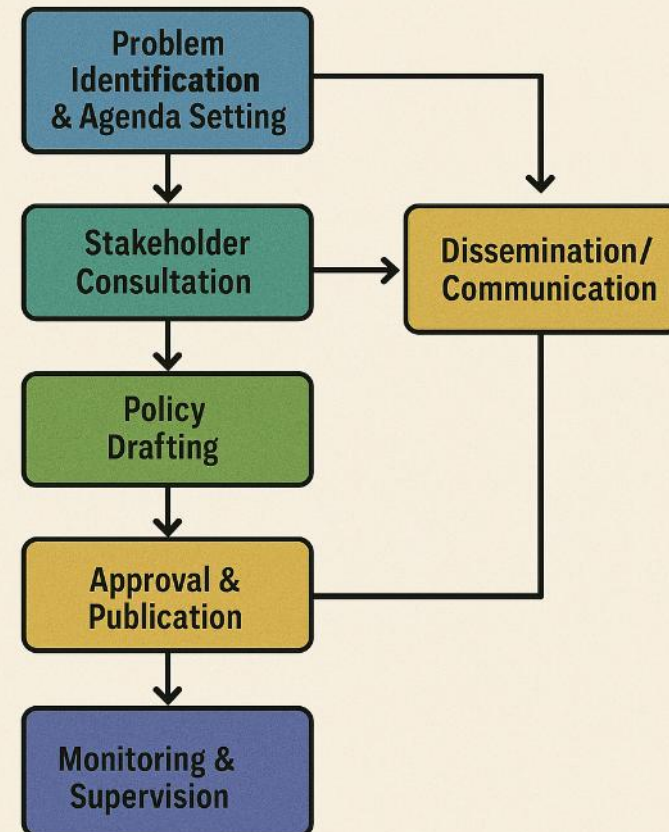 Problem
Identification
& Agenda Setting
Stakeholder
Consultation
Dissemination/
Communication
Policy
Drafting
Approval &
Publication
Monitoring &
Supervision